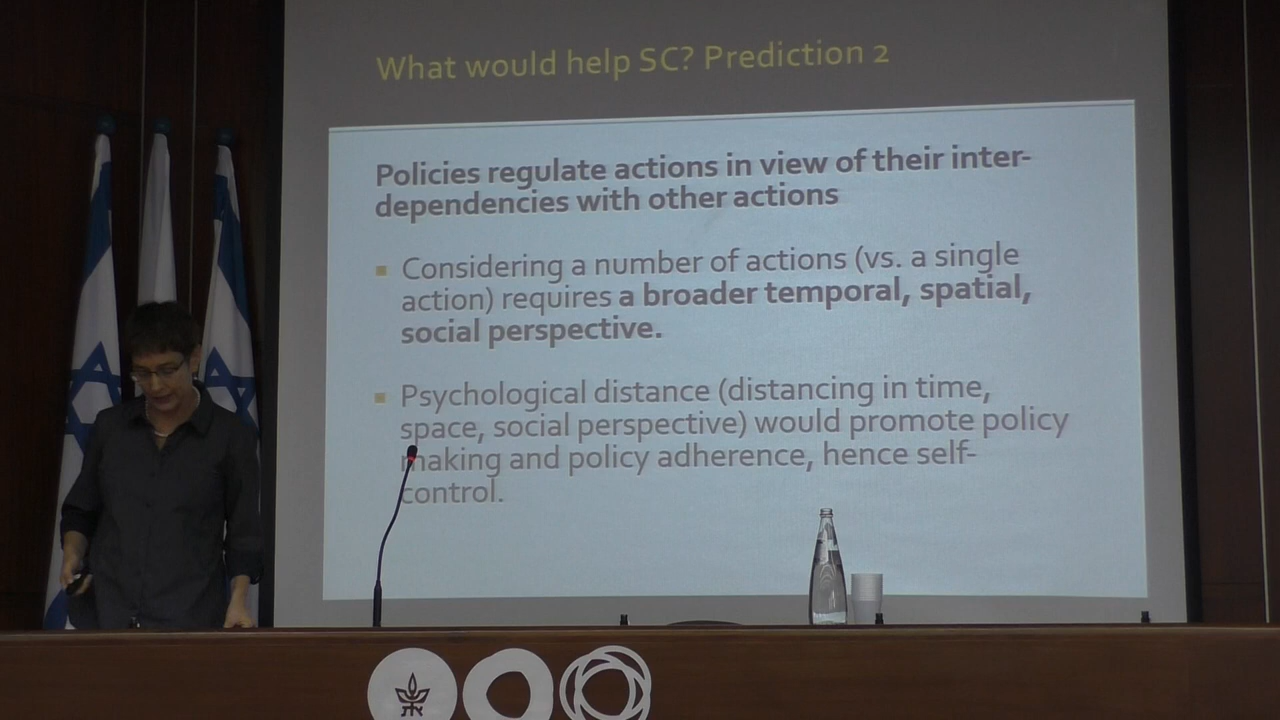 What would help SC? Prediction 2
Policies regulate actions in view of their inter-
dependencies with other actions
Considering a number of actions (vs. a single
action) requires a broader temporal, spatial,
social perspective.
Psychological distance (distancing in time,
space, social perspective) would promote policy
making and policy adherence, hence self-
control.